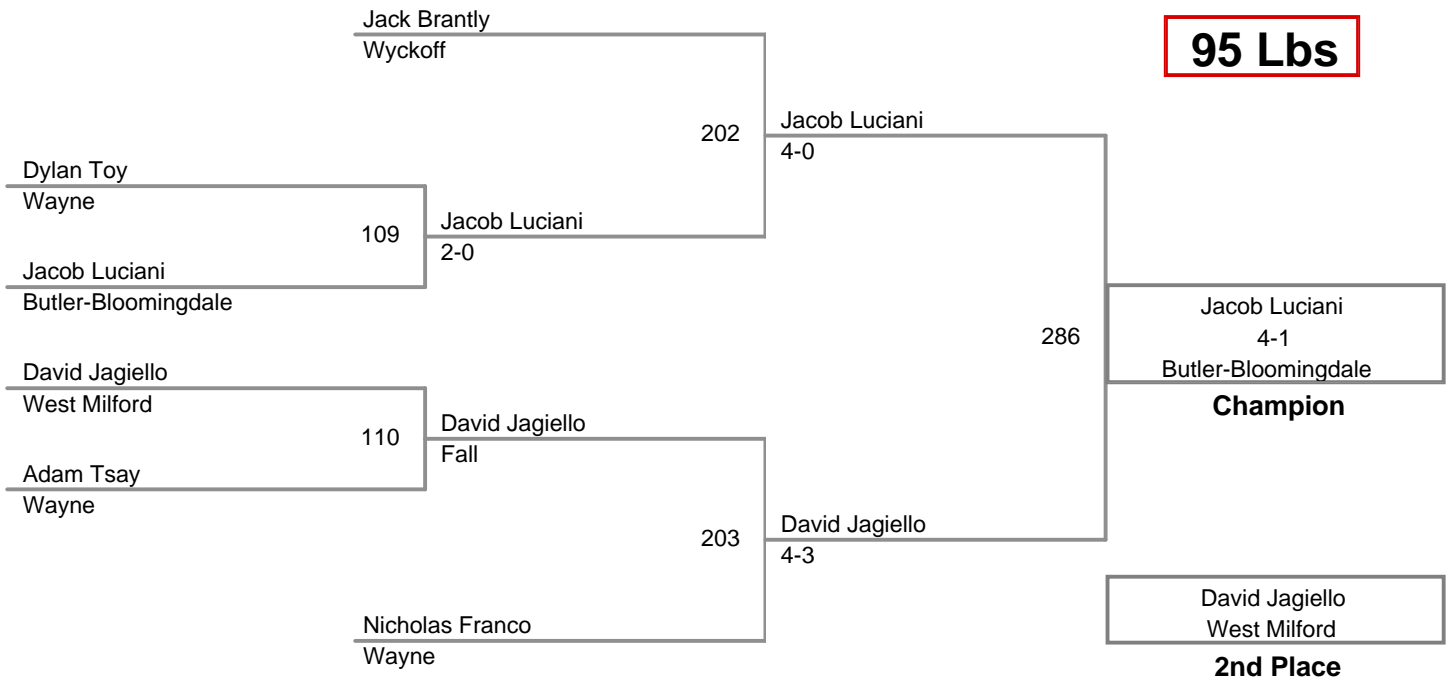 Jack Brantly
Wyckoff
95 Lbs
202
Jacob Luciani
4-0
Dylan Toy
Wayne
109
Jacob Luciani
2-0
Jacob Luciani
Butler-Bloomingdale
286
Jacob Luciani
4-1
Butler-Bloomingdale
Champion
David Jagiello
West Milford
110
David Jagiello
Fall
Adam Tsay
Wayne
203
David Jagiello
4-3
Nicholas Franco
Wayne
David Jagiello
West Milford
2nd Place